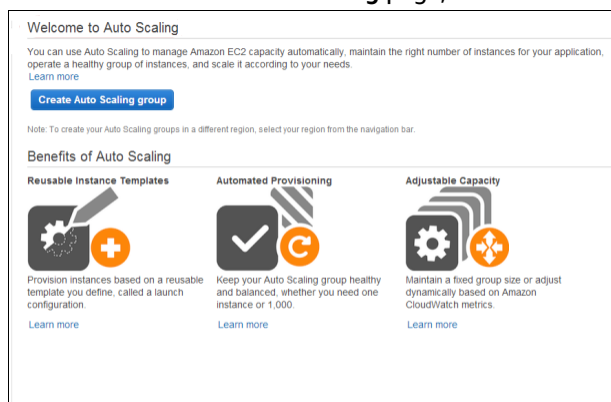 g page,
Welcome to Auto Scaling
You can use Auto Scaling to manage Amazon EC2 capacity automatically, maintain the right number of instances for your application,
operate a healthy group of instances, and scale it according to your needs.
Learn more
Create Auto Scaling group
Note: To create your Auto Scaling groups in a different region, select your region from the navigation bar.
Benefits of Auto Scaling
Reusable Instance Templates
Provision instances based on a reusable
template you define, called a launch
configuration.
Learn more
Automated Provisioning
Keep your Auto Scaling group healthy
and balanced, whether you need one
instance or 1,000.
Learn more
Adjustable Capacity
Maintain a fixed group size or adjust
dynamically based on Amazon
CloudWatch metrics.
Learn more